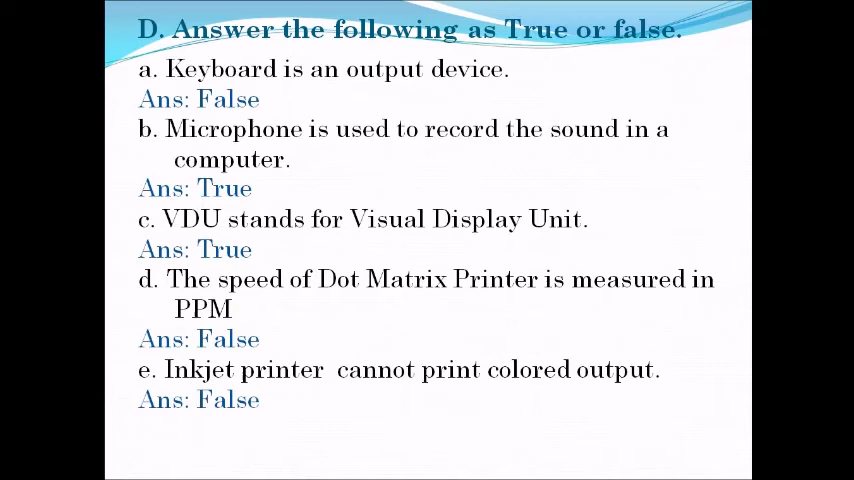 D. Answer the following as True or false.
a. Keyboard is an output device.
Ans: False
b. Microphone is used to record the sound in a
computer.
Ans: True
c. VDU stands for Visual Display Unit.
Ans: True
d. The speed of Dot Matrix Printer is measured in
PPM
Ans: False
e. Inkjet printer  cannot print colored output.
Ans: False